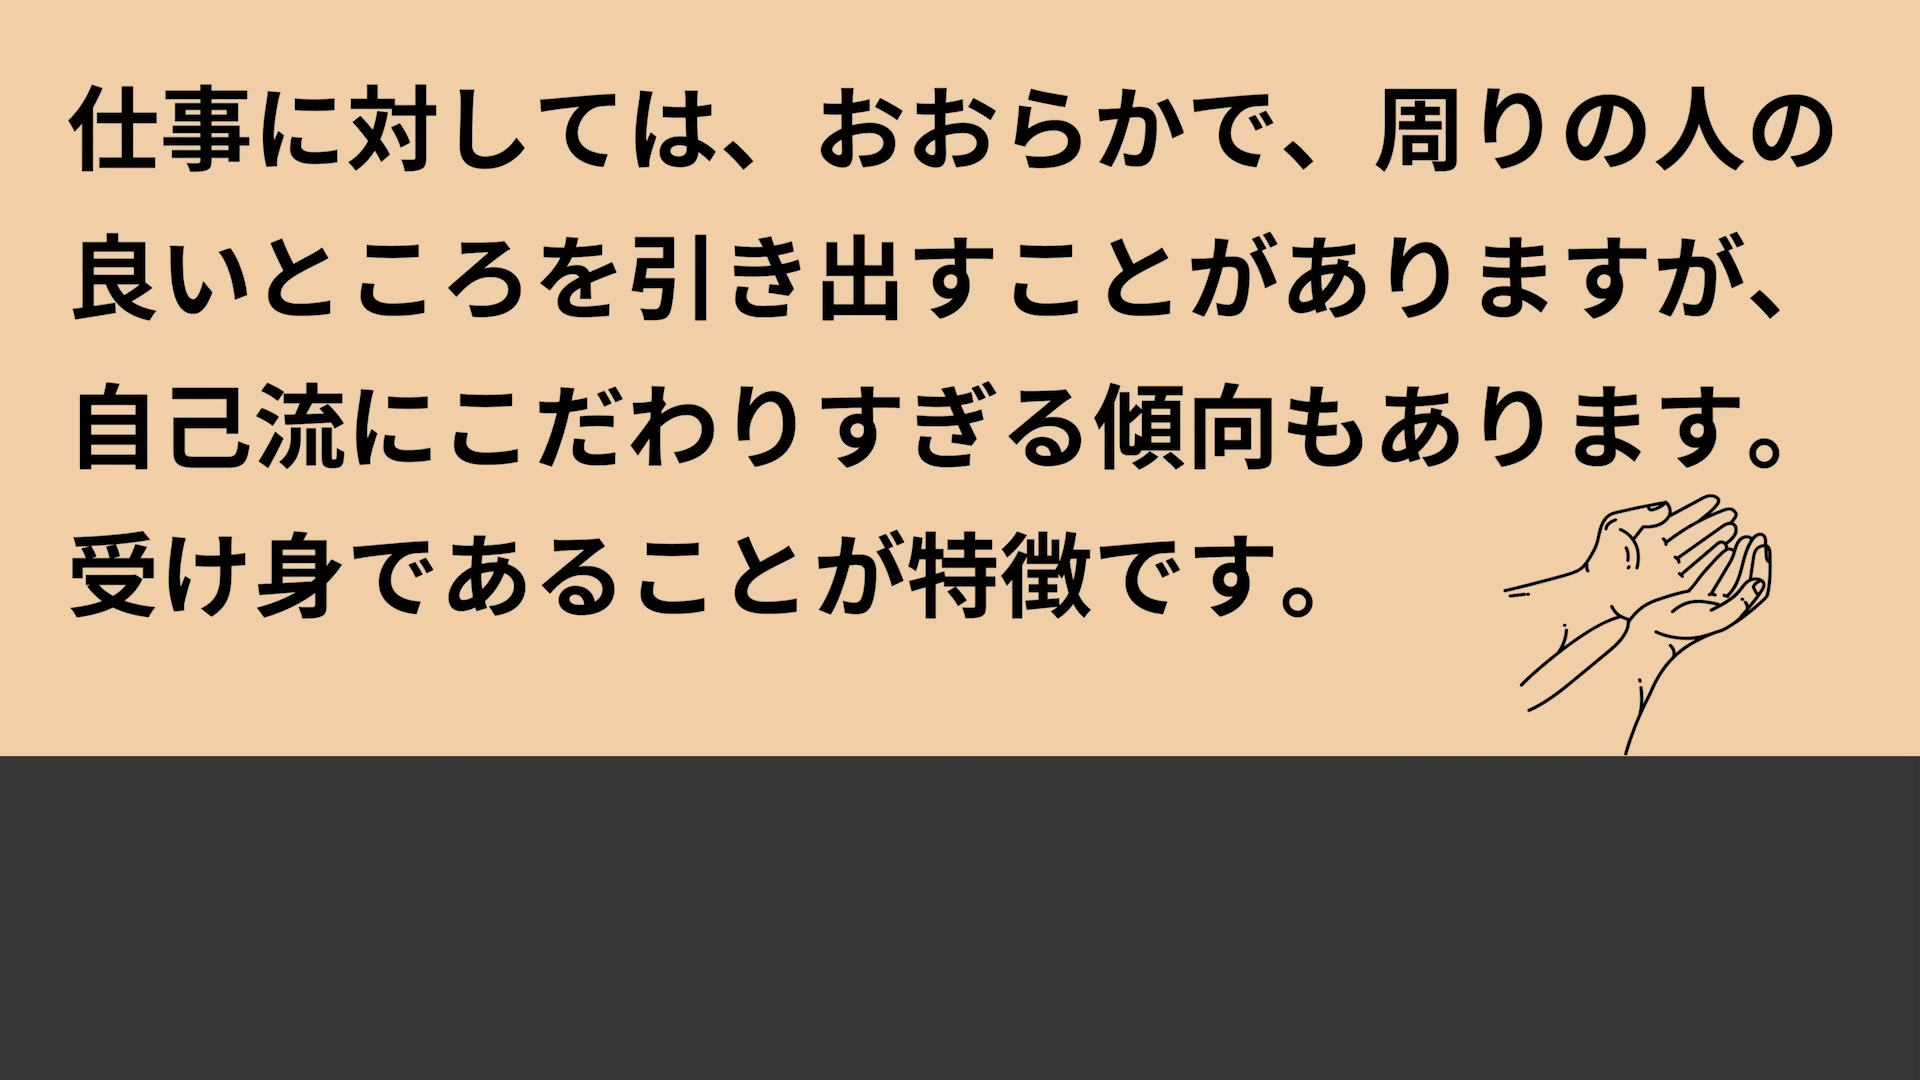 仕事に対しては、おおらかで、周りの人の
良いところを引き出すことがありますが、
自己流にこだわりすぎる傾向もあります。
受け身であることが特徴です。